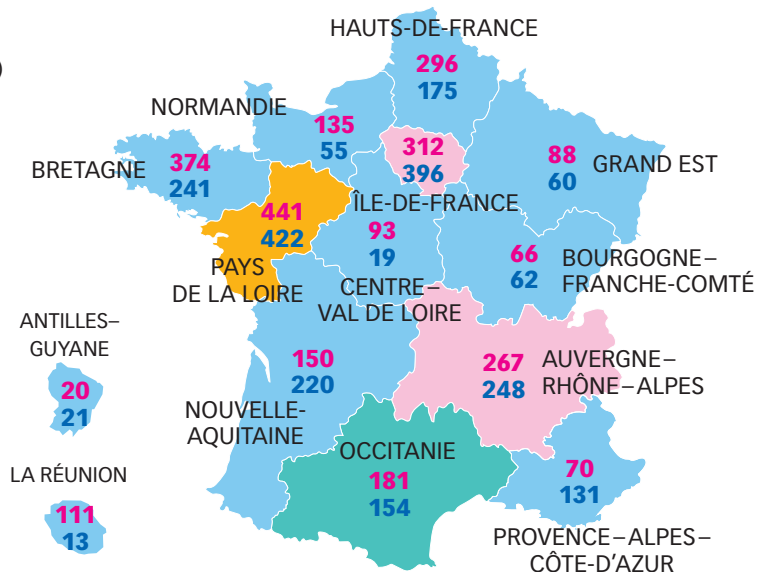 HAUTS-DE-FRANCE
296
175
NORMANDIE
135
55
312
396
ÎLE-DE-FRANCE
88
60
GRAND EST
BRETAGNE
374
241
441
422
PAYS
DE LA LOIRE
93
19
CENTRE–
VAL DE LOIRE
66
62
BOURGOGNE–
FRANCHE-COMTÉ
ANTILLES–
GUYANE
20
21
150
220
NOUVELLE-
AQUITAINE
267
248
AUVERGNE–
RHÔNE–ALPES
LA RÉUNION
111
13
OCCITANIE
181
154
70
131
PROVENCE–ALPES–
CÔTE-D'AZUR